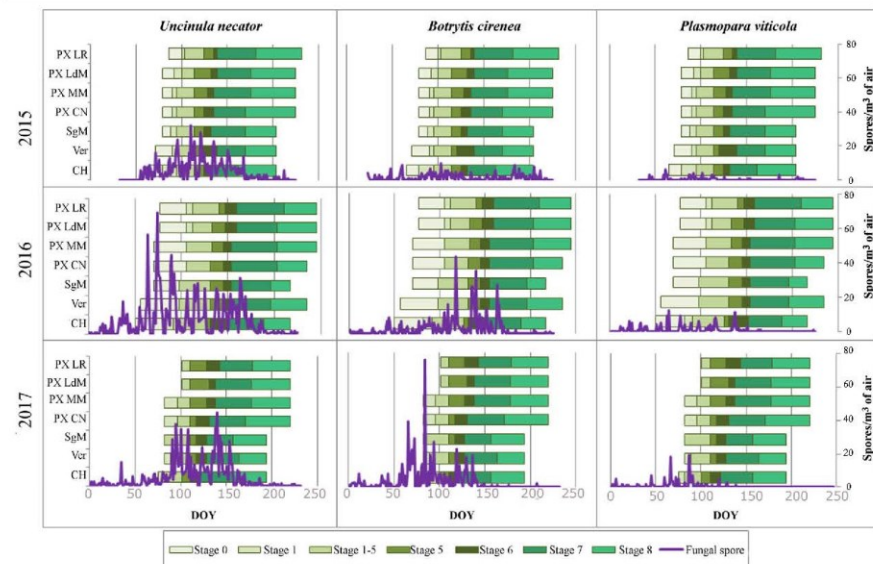 Uncinula necator Botrytis cirenea Plasmopara viticola
2015
PX LR
PX LdM
PX MM
PX CN
SgM
Ver
CH
80
60
40
20
0
2016
PX LR
PX LdM
PX MM
PX CN
SgM
Ver
CH
80
60
40
20
0
2017
PX LR
PX LdM
PX MM
PX CN
SgM
Ver
CH
80
60
40
20
0
Spores/m³ of air
Spores/m³ of air
Spores/m³ of air
0 50 100 150 200 250 0 50 100 150 200 250 0 50 100 150 200 250
DOY DOY DOY
Stage 0 Stage 1 Stage 1-5 Stage 5 Stage 6 Stage 7 Stage 8 Fungal spore